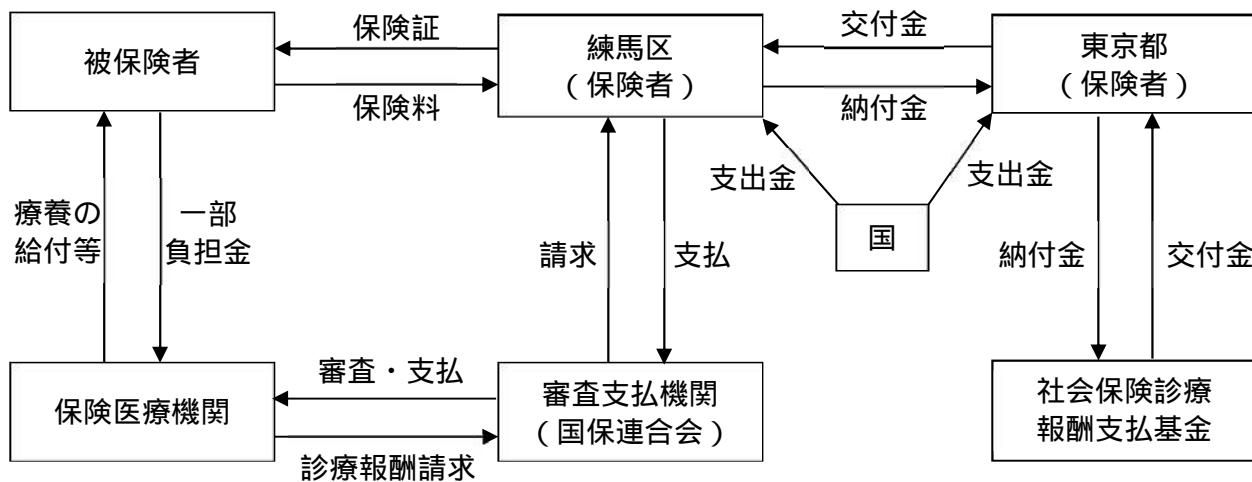 被保険者
保険証
保険料
練馬区
（保険者）
交付金
納付金
東京都
（保険者）
支出金
支出金
国
療養の
給付等
一部
負担金
請求
支払
納付金
交付金
保険医療機関
審査・支払
診療報酬請求
審査支払機関
（国保連合会）
社会保険診療
報酬支払基金